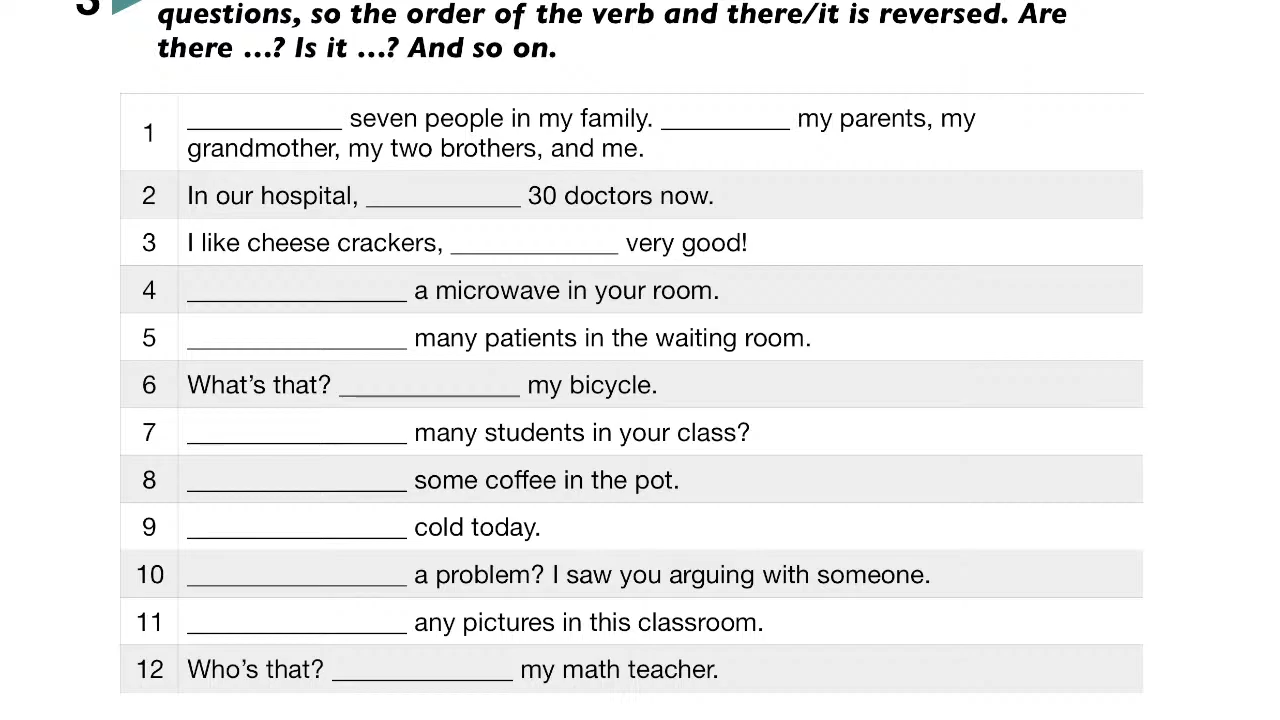 3
questions, so the order of the verb and there/it is reversed. Are
there ...? Is it ...? And so on.
1 ____________ seven people in my family. __________ my parents, my
grandmother, my two brothers, and me.
2 In our hospital, ____________ 30 doctors now.
3 I like cheese crackers, _____________ very good!
4 _________________ a microwave in your room.
5 _________________ many patients in the waiting room.
6 What's that? ______________ my bicycle.
7 _________________ many students in your class?
8 _________________ some coffee in the pot.
9 _________________ cold today.
10 _________________ a problem? I saw you arguing with someone.
11 _________________ any pictures in this classroom.
12 Who's that? ______________ my math teacher.